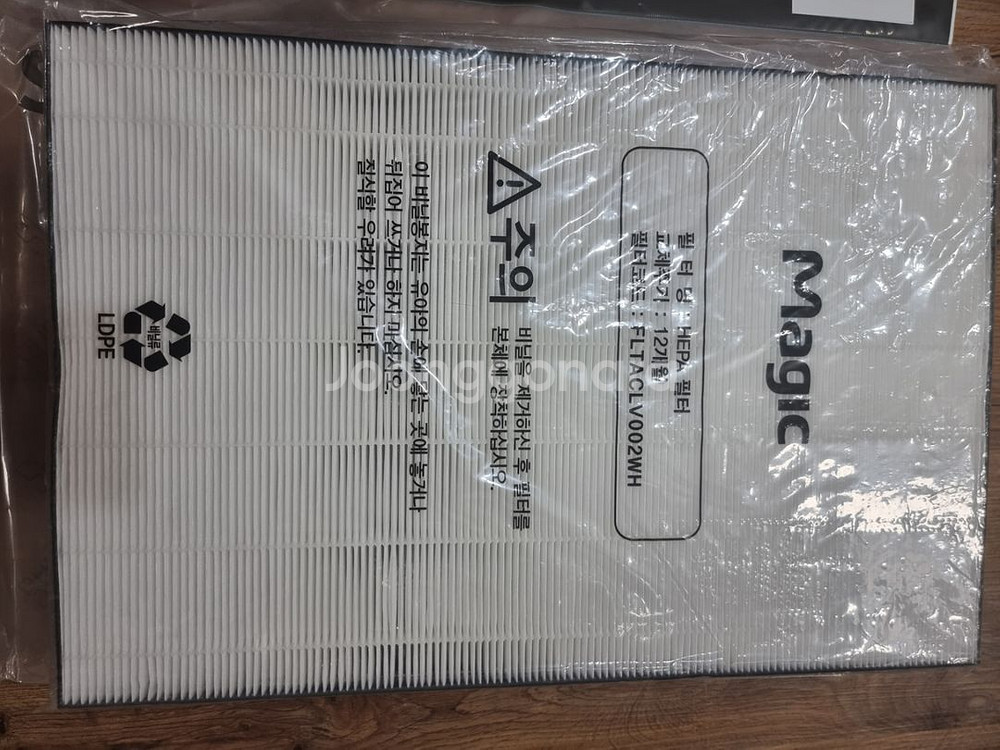 Magic
필 터 명 : HEPA 필터
교체주기 : 12개월
필터코드 : FLTACLV002WH
주의
비닐을 제거하신 후 필터를
본체에 장착하십시오.
이 비닐봉지는 유아의 손에 닿는 곳에 놓거나
뒤집어 쓰거나 하지 마십시오.
질식할 우려가 있습니다.
비닐류
LDPE